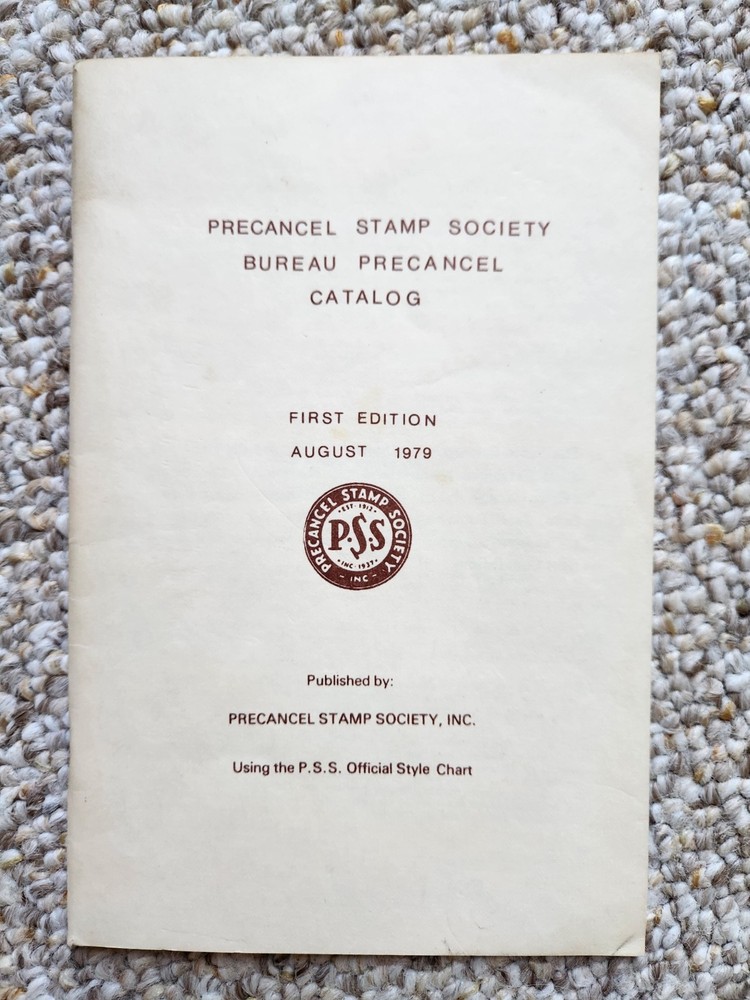 PRECANCEL STAMP SOCIETY
BUREAU PRECANCEL
CATALOG
FIRST EDITION
AUGUST 1979
PRECANCEL STAMP SOCIETY
• EST • 1912 •
P•S•S
• INC • 1937 •
– INC –
Published by:
PRECANCEL STAMP SOCIETY, INC.
Using the P.S.S. Official Style Chart